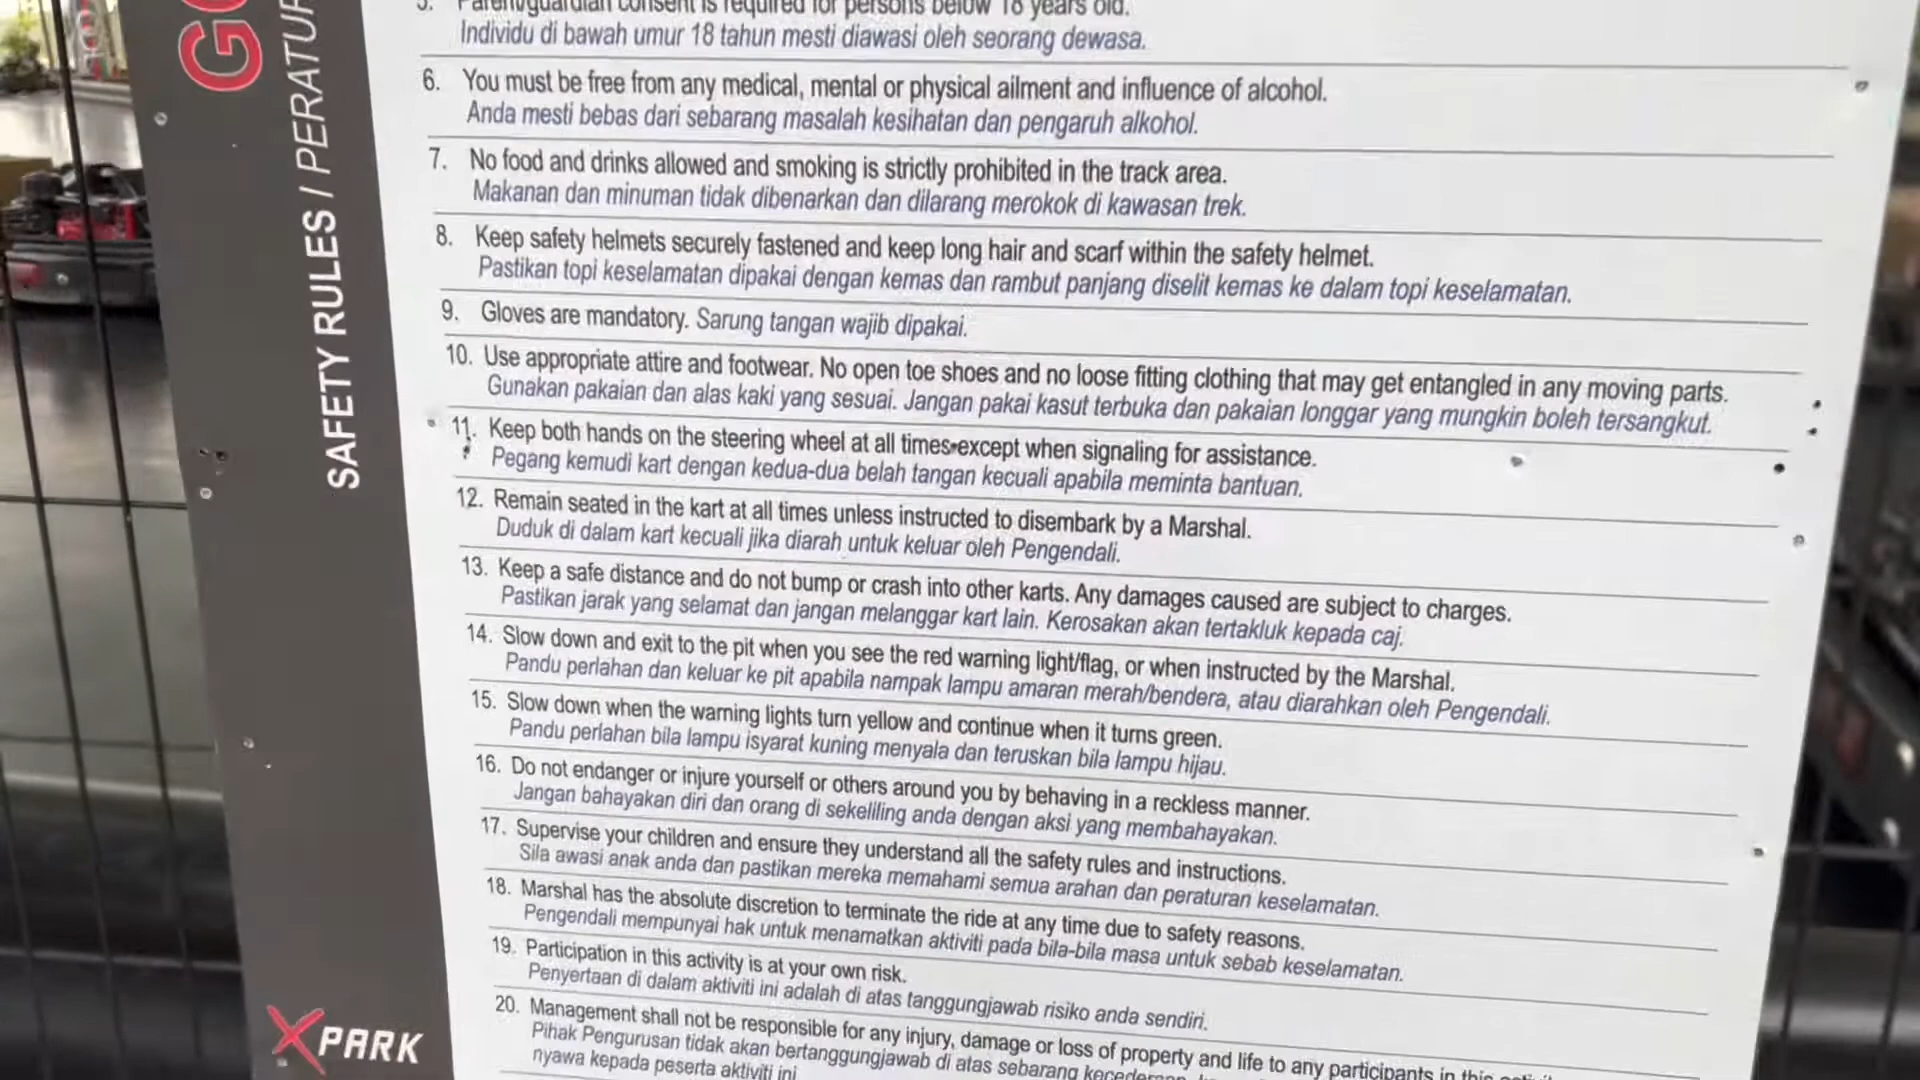 GO
SAFETY RULES / PERATUR
5. Parent/guardian consent is required for persons below 18 years old.
Individu di bawah umur 18 tahun mesti diawasi oleh seorang dewasa.
6. You must be free from any medical, mental or physical ailment and influence of alcohol.
Anda mesti bebas dari sebarang masalah kesihatan dan pengaruh alkohol.
7. No food and drinks allowed and smoking is strictly prohibited in the track area.
Makanan dan minuman tidak dibenarkan dan dilarang merokok di kawasan trek.
8. Keep safety helmets securely fastened and keep long hair and scarf within the safety helmet.
Pastikan topi keselamatan dipakai dengan kemas dan rambut panjang diselit kemas ke dalam topi keselamatan.
9. Gloves are mandatory. Sarung tangan wajib dipakai.
10. Use appropriate attire and footwear. No open toe shoes and no loose fitting clothing that may get entangled in any moving parts.
Gunakan pakaian dan alas kaki yang sesuai. Jangan pakai kasut terbuka dan pakaian longgar yang mungkin boleh tersangkut.
11. Keep both hands on the steering wheel at all times except when signaling for assistance.
Pegang kemudi kart dengan kedua-dua belah tangan kecuali apabila meminta bantuan.
12. Remain seated in the kart at all times unless instructed to disembark by a Marshal.
Duduk di dalam kart kecuali jika diarah untuk keluar oleh Pengendali.
13. Keep a safe distance and do not bump or crash into other karts. Any damages caused are subject to charges.
Pastikan jarak yang selamat dan jangan melanggar kart lain. Kerosakan akan tertakluk kepada caj.
14. Slow down and exit to the pit when you see the red warning light/flag, or when instructed by the Marshal.
Pandu perlahan dan keluar ke pit apabila nampak lampu amaran merah/bendera, atau diarahkan oleh Pengendali.
15. Slow down when the warning lights turn yellow and continue when it turns green.
Pandu perlahan bila lampu isyarat kuning menyala dan teruskan bila lampu hijau.
16. Do not endanger or injure yourself or others around you by behaving in a reckless manner.
Jangan bahayakan diri dan orang di sekeliling anda dengan aksi yang membahayakan.
17. Supervise your children and ensure they understand all the safety rules and instructions.
Sila awasi anak anda dan pastikan mereka memahami semua arahan dan peraturan keselamatan.
18. Marshal has the absolute discretion to terminate the ride at any time due to safety reasons.
Pengendali mempunyai hak untuk menamatkan aktiviti pada bila-bila masa untuk sebab keselamatan.
19. Participation in this activity is at your own risk.
Penyertaan di dalam aktiviti ini adalah di atas tanggungjawab risiko anda sendiri.
20. Management shall not be responsible for any injury, damage or loss of property and life to any participants in this
Pihak Pengurusan tidak akan bertanggungjawab di atas sebarang
nyawa kepada peserta aktiviti ini
XPARK